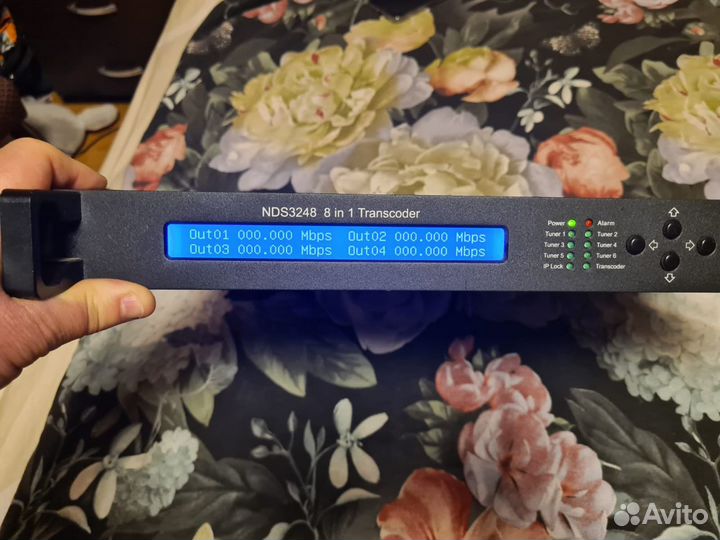 NDS3248 8 in 1 Transcoder
Out01 000.000 Mbps Out02 000.000 Mbps
Out03 000.000 Mbps Out04 000.000 Mbps
Power Alarm
Tuner 1 Tuner 2
Tuner 3 Tuner 4
Tuner 5 Tuner 6
IP Lock Transcoder
Avito